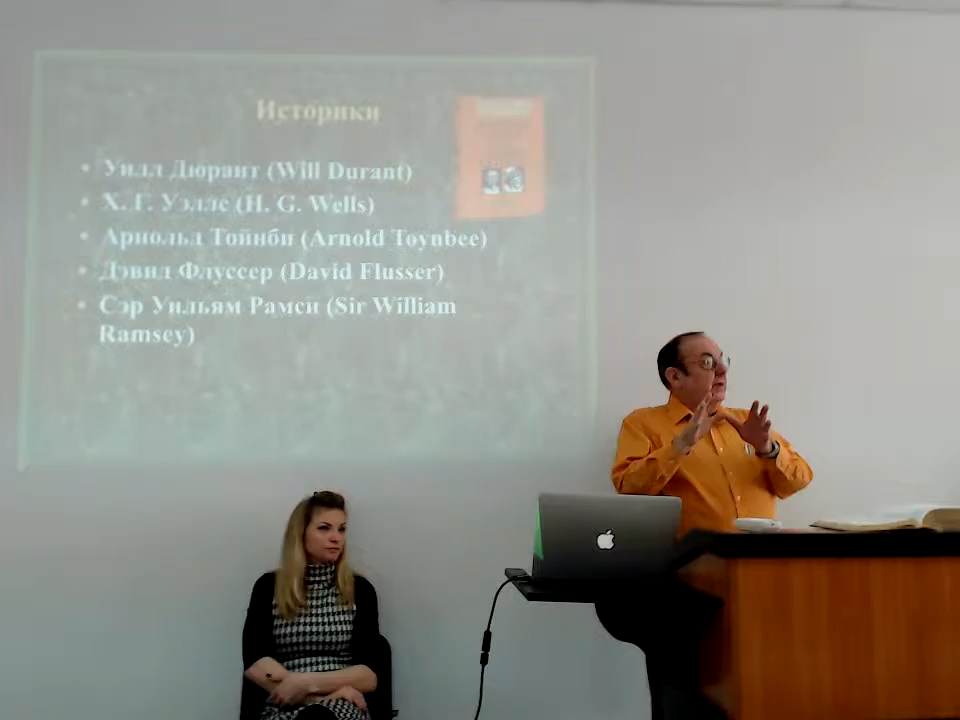 Историки
• Уилл Дюрант (Will Durant)
• Х. Г. Уэллс (H. G. Wells)
• Арнольд Тойнби (Arnold Toynbee)
• Дэвид Флуссер (David Flusser)
• Сэр Уильям Рамси (Sir William
Ramsey)